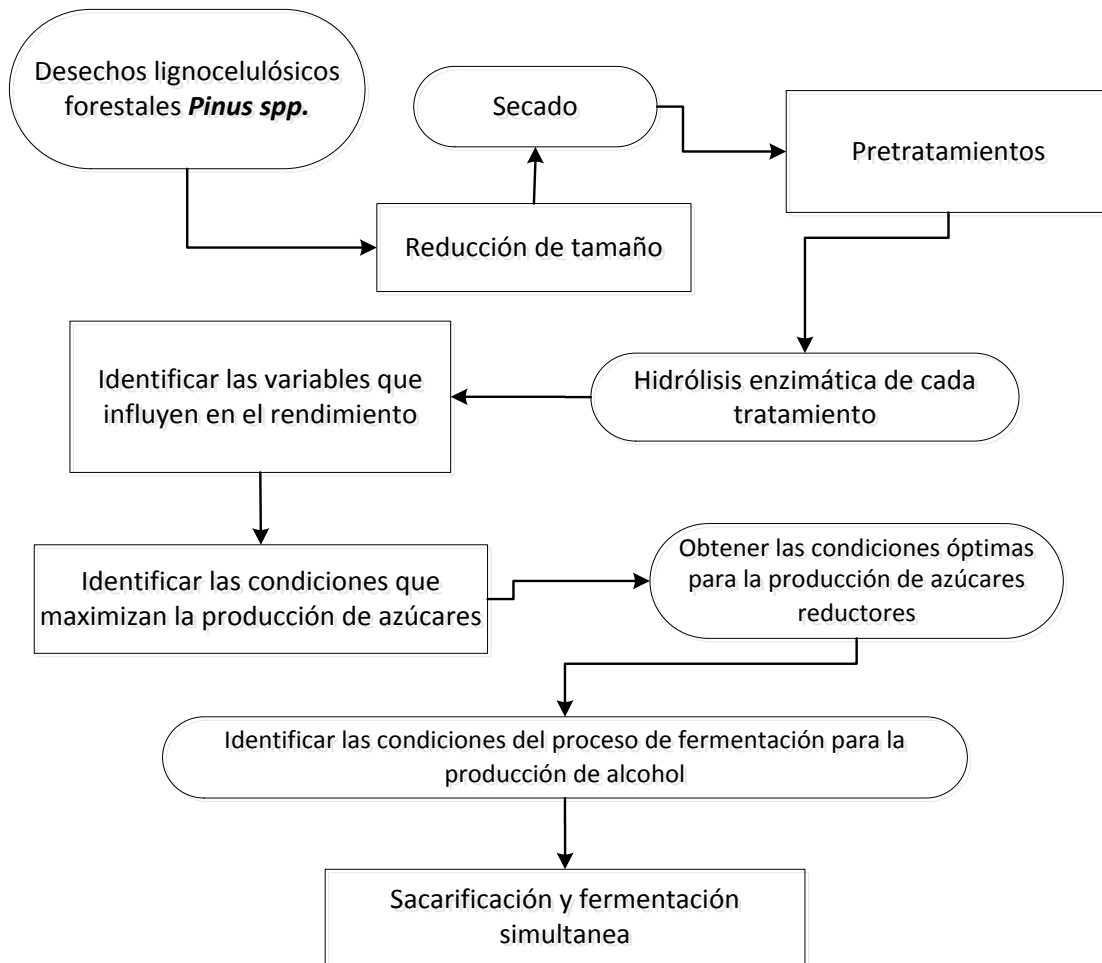 Desechos lignocelulósicos
forestales Pinus spp.
Secado
Pretratamientos
Reducción de tamaño
Identificar las variables que
influyen en el rendimiento
Hidrólisis enzimática de cada
tratamiento
Identificar las condiciones que
maximizan la producción de azúcares
Obtener las condiciones óptimas
para la producción de azúcares
reductores
Identificar las condiciones del proceso de fermentación para la
producción de alcohol
Sacarificación y fermentación
simultanea